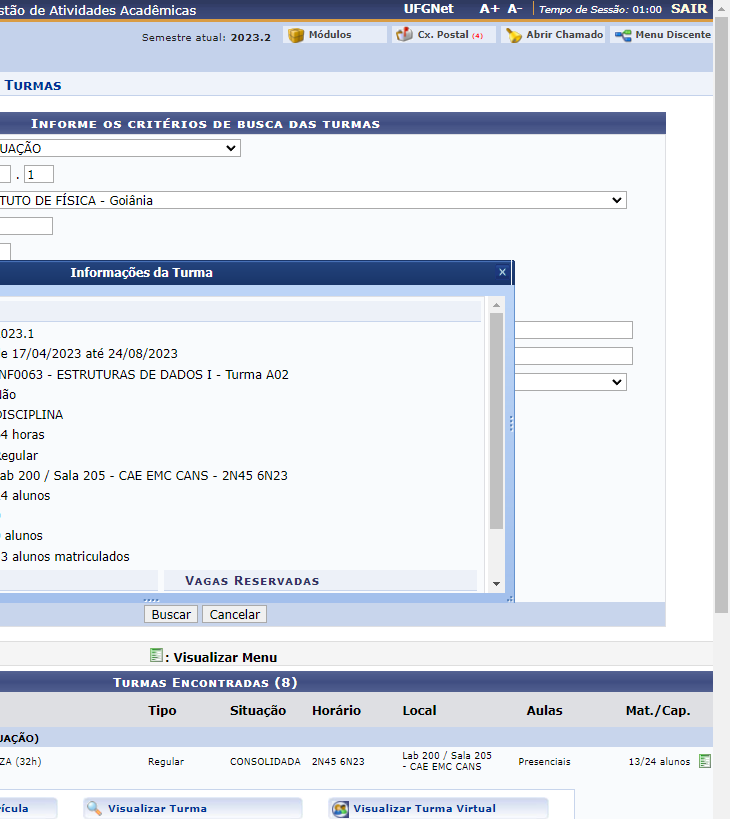 stão de Atividades Acadêmicas UFGNet A+ A- Tempo de Sessão: 01:00 SAIR
Semestre atual: 2023.2 Módulos Cx. Postal (4) Abrir Chamado Menu Discente
TURMAS
INFORME OS CRITÉRIOS DE BUSCA DAS TURMAS
UAÇÃO
. 1
TUTO DE FÍSICA - Goiânia
Informações da Turma x
023.1
e 17/04/2023 até 24/08/2023
NF0063 - ESTRUTURAS DE DADOS I - Turma A02
ão
DISCIPLINA
4 horas
egular
ab 200 / Sala 205 - CAE EMC CANS - 2N45 6N23
4 alunos
alunos
3 alunos matriculados
VAGAS RESERVADAS
Buscar Cancelar
: Visualizar Menu
TURMAS ENCONTRADAS (8)
Tipo Situação Horário Local Aulas Mat./Cap.
UAÇÃO)
ZA (32h) Regular CONSOLIDADA 2N45 6N23 Lab 200 / Sala 205 Presenciais 13/24 alunos
- CAE EMC CANS
rícula Visualizar Turma Visualizar Turma Virtual